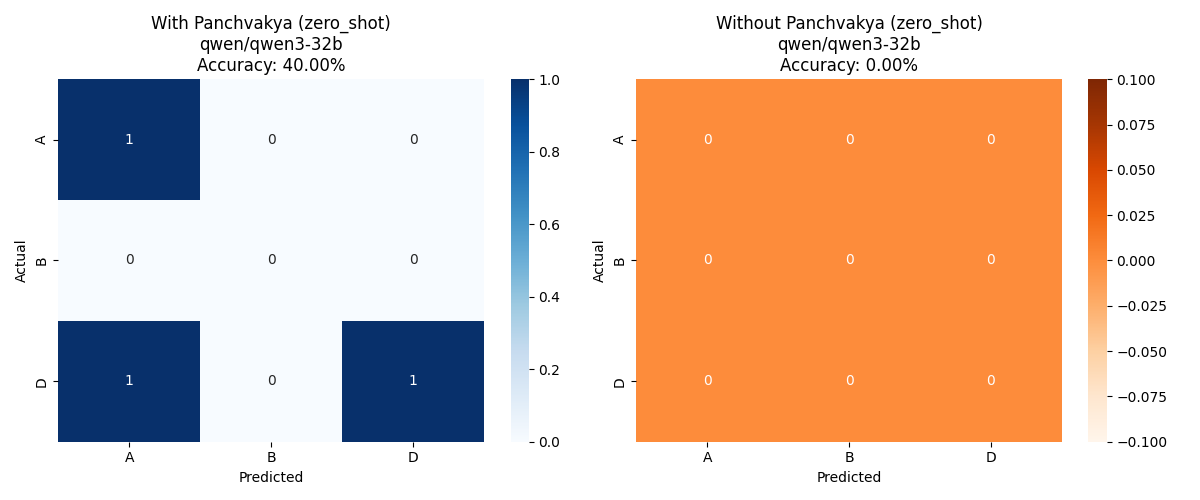 With Panchvakya (zero_shot)
qwen/qwen3-32b
Accuracy: 40.00%
Actual
A
B
D
1 0 0
0 0 0
1 0 1
A B D
Predicted
1.0
0.8
0.6
0.4
0.2
0.0
Without Panchvakya (zero_shot)
qwen/qwen3-32b
Accuracy: 0.00%
Actual
A
B
D
0 0 0
0 0 0
0 0 0
A B D
Predicted
0.100
0.075
0.050
0.025
0.000
−0.025
−0.050
−0.075
−0.100